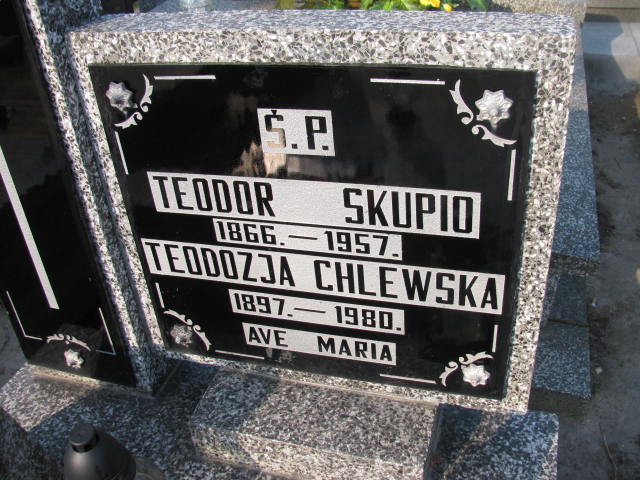 Ś.P.
TEODOR SKUPIO
1866.—1957.
TEODOZJA CHLEWSKA
1897.—1980.
AVE MARIA